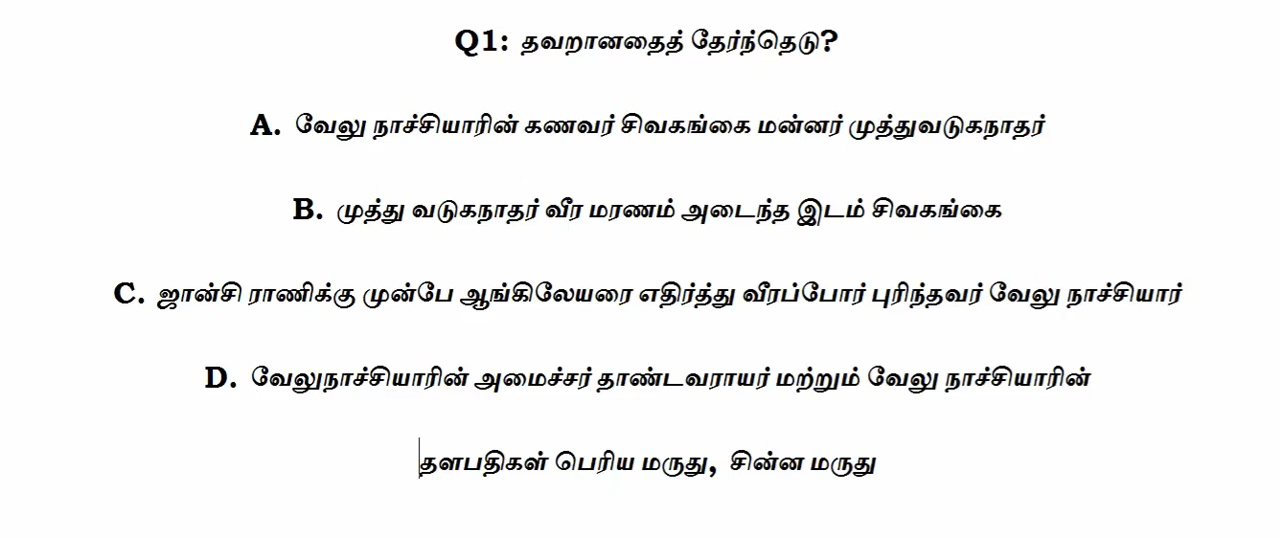 Q1: தவறானதைத் தேர்ந்தெடு?
A. வேலு நாச்சியாரின் கணவர் சிவகங்கை மன்னர் முத்துவடுகநாதர்
B. முத்து வடுகநாதர் வீர மரணம் அடைந்த இடம் சிவகங்கை
C. ஜான்சி ராணிக்கு முன்பே ஆங்கிலேயரை எதிர்த்து வீரப்போர் புரிந்தவர் வேலு நாச்சியார்
D. வேலுநாச்சியாரின் அமைச்சர் தாண்டவராயர் மற்றும் வேலு நாச்சியாரின்
தளபதிகள் பெரிய மருது, சின்ன மருது